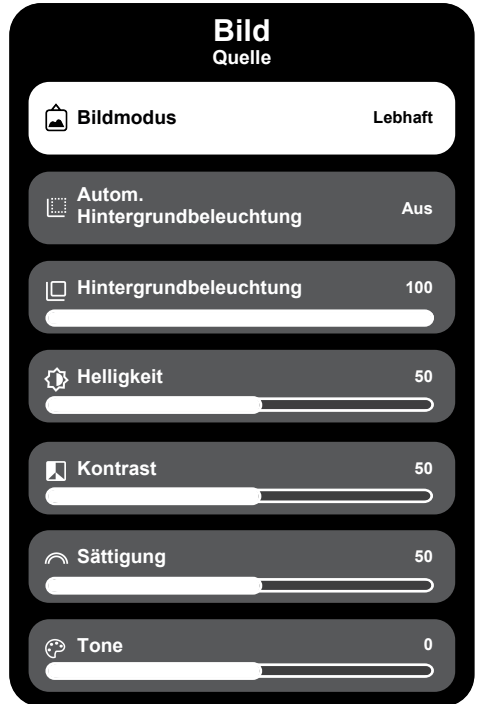 Bild
Quelle
Bildmodus Lebhaft
Autom.
Hintergrundbeleuchtung Aus
Hintergrundbeleuchtung 100
Helligkeit 50
Kontrast 50
Sättigung 50
Tone 0